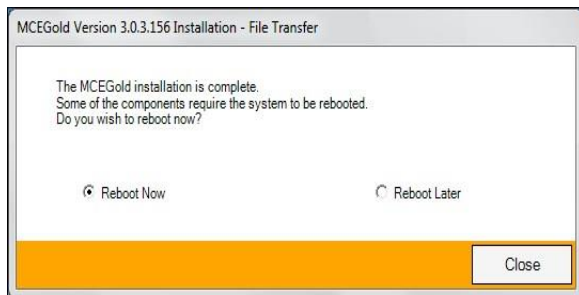 MCEGold Version 3.0.3.156 Installation - File Transfer
The MCEGold installation is complete.
Some of the components require the system to be rebooted.
Do you wish to reboot now?
Reboot Now
Reboot Later
Close